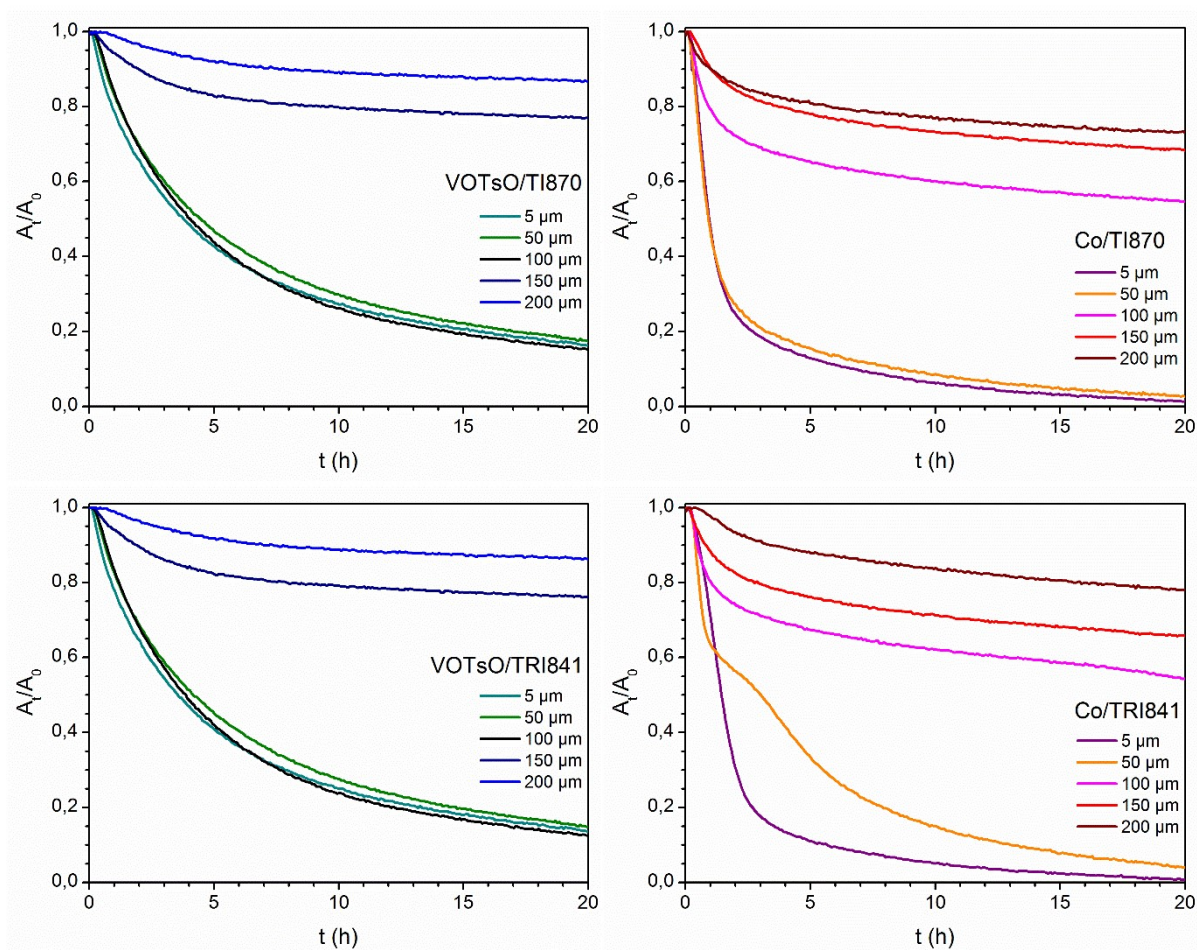 1,0
0,8
0,6
0,4
0,2
0,0
A_t/A_0
VOTsO/TI870
5 µm
50 µm
100 µm
150 µm
200 µm
0 5 10 15 20
t (h)
1,0
0,8
0,6
0,4
0,2
0,0
A_t/A_0
Co/TI870
5 µm
50 µm
100 µm
150 µm
200 µm
0 5 10 15 20
t (h)
1,0
0,8
0,6
0,4
0,2
0,0
A_t/A_0
VOTsO/TRI841
5 µm
50 µm
100 µm
150 µm
200 µm
0 5 10 15 20
t (h)
1,0
0,8
0,6
0,4
0,2
0,0
A_t/A_0
Co/TRI841
5 µm
50 µm
100 µm
150 µm
200 µm
0 5 10 15 20
t (h)